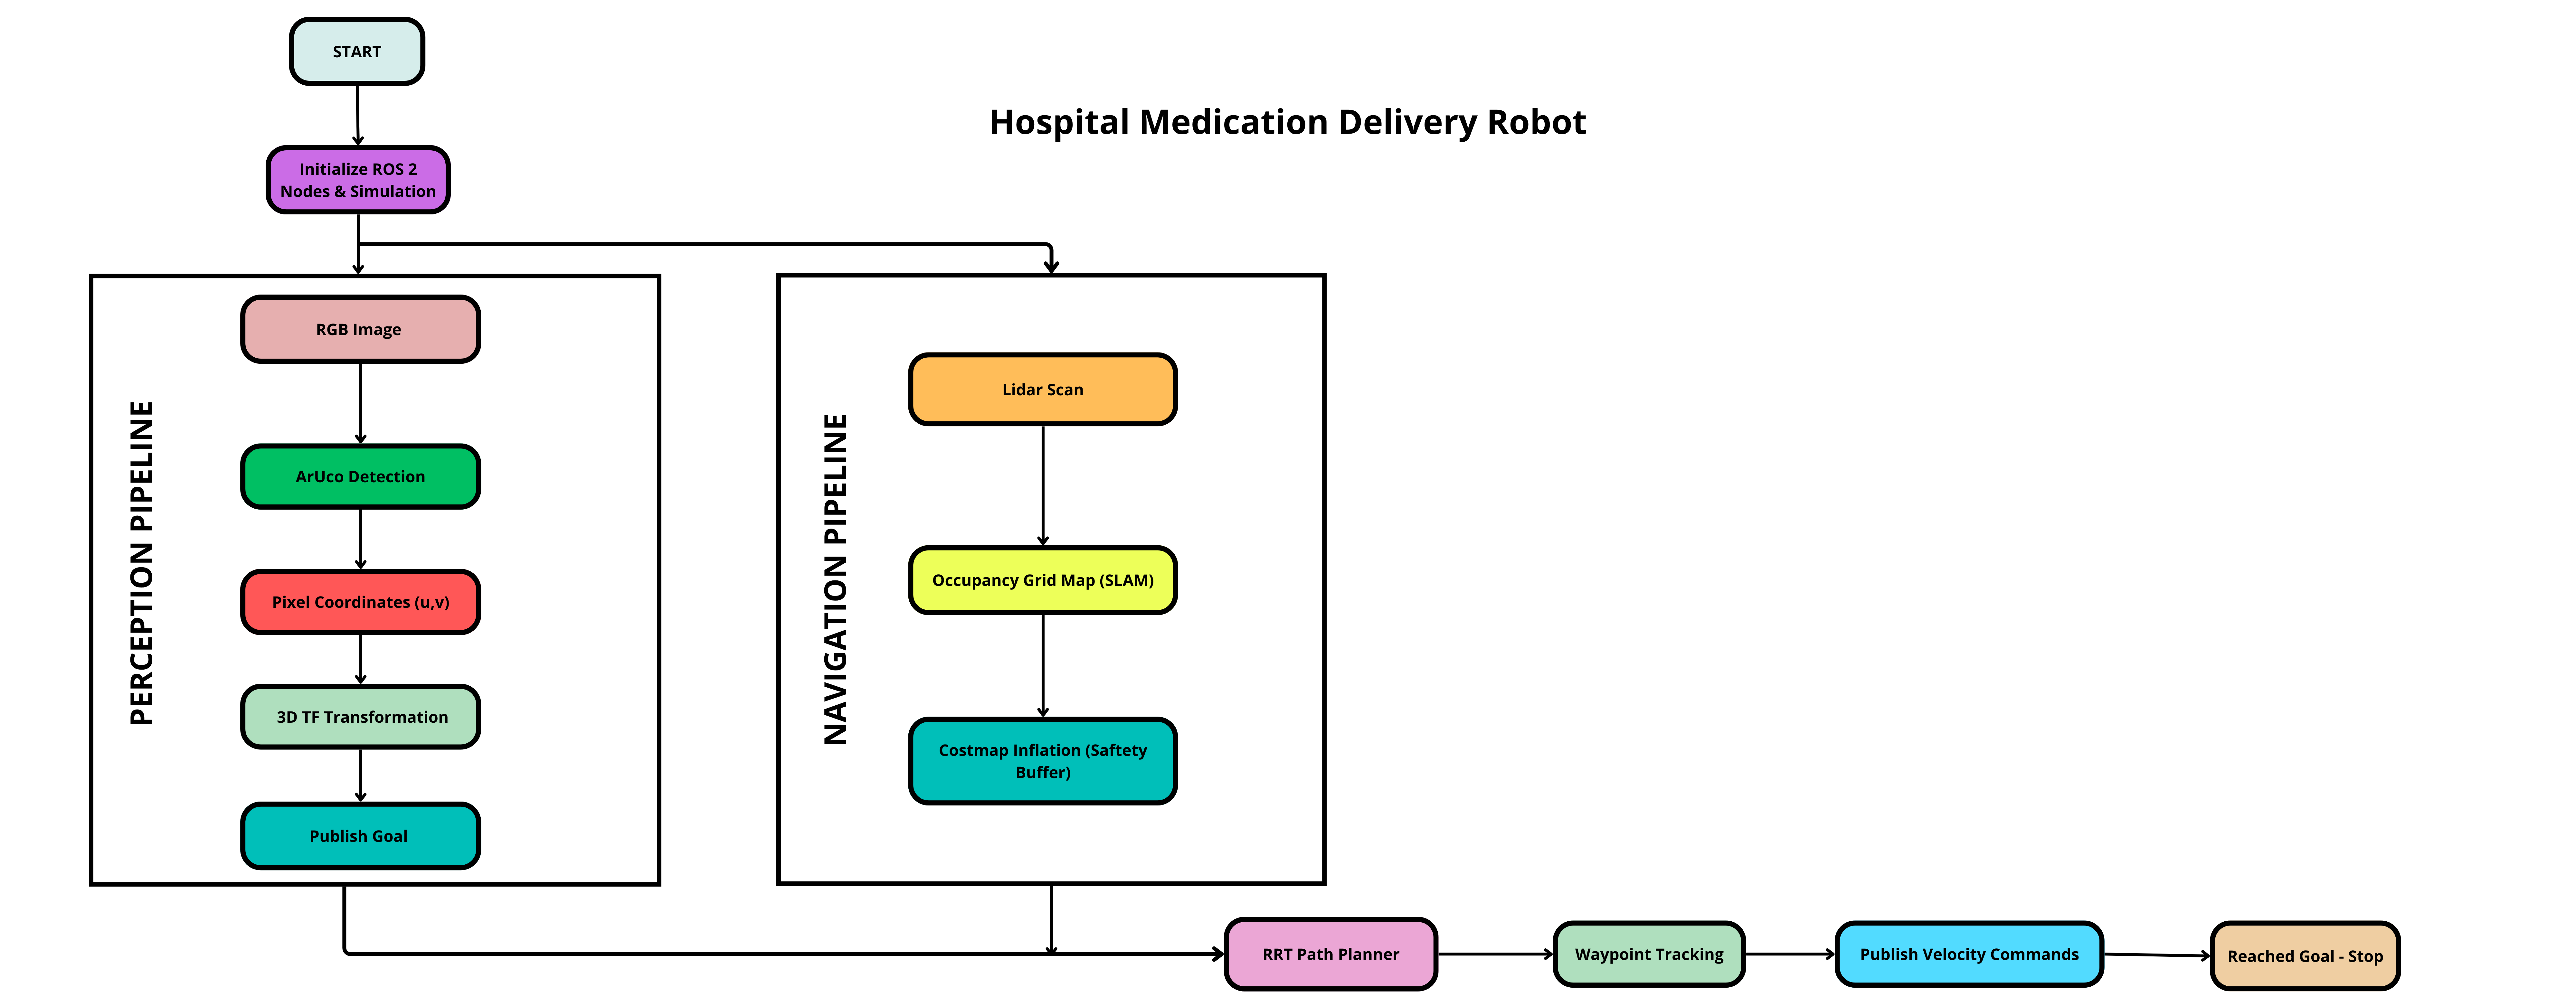 START
Hospital Medication Delivery Robot
Initialize ROS 2
Nodes & Simulation
PERCEPTION PIPELINE
RGB Image
ArUco Detection
Pixel Coordinates (u,v)
3D TF Transformation
Publish Goal
NAVIGATION PIPELINE
Lidar Scan
Occupancy Grid Map (SLAM)
Costmap Inflation (Saftety
Buffer)
RRT Path Planner
Waypoint Tracking
Publish Velocity Commands
Reached Goal - Stop